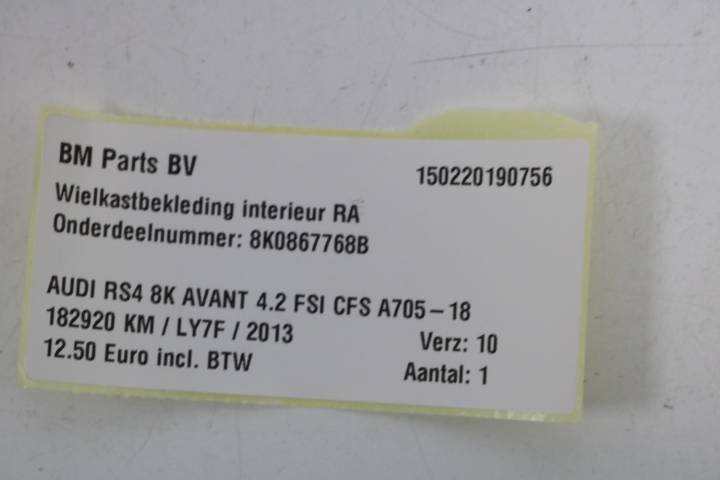 BM Parts BV 150220190756
Wielkastbekleding interieur RA
Onderdeelnummer: 8K0867768B
AUDI RS4 8K AVANT 4.2 FSI CFS A705-18
182920 KM / LY7F / 2013 Verz: 10
12.50 Euro incl. BTW Aantal: 1